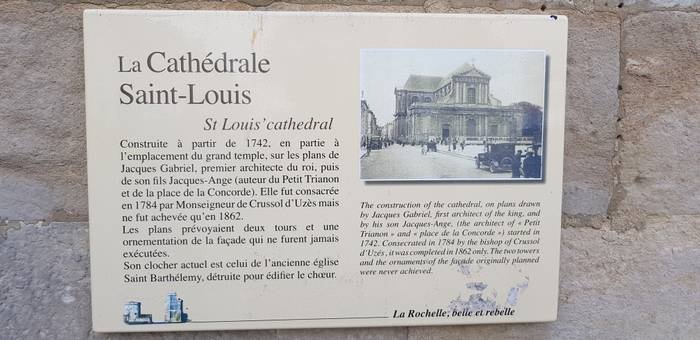 La Cathédrale
Saint-Louis
St Louis'cathedral
Construite à partir de 1742, en partie à
l'emplacement du grand temple, sur les plans de
Jacques Gabriel, premier architecte du roi, puis
de son fils Jacques-Ange (auteur du Petit Trianon
et de la place de la Concorde). Elle fut consacrée
en 1784 par Monseigneur de Crussol d'Uzès mais
ne fut achevée qu'en 1862.
Les plans prévoyaient deux tours et une
ornementation de la façade qui ne furent jamais
exécutées.
Son clocher actuel est celui de l'ancienne église
Saint Barthélemy, détruite pour édifier le chœur.
The construction of the cathedral, on plans drawn
by Jacques Gabriel, first architect of the king, and
by his son Jacques-Ange, (the architect of « Petit
Trianon » and « place de la Concorde ») started in
1742. Consecrated in 1784 by the bishop of Crussol
d'Uzés, it was completed in 1862 only. The two towers
and the ornaments of the façade originally planned
were never achieved.
La Rochelle, belle et rebelle